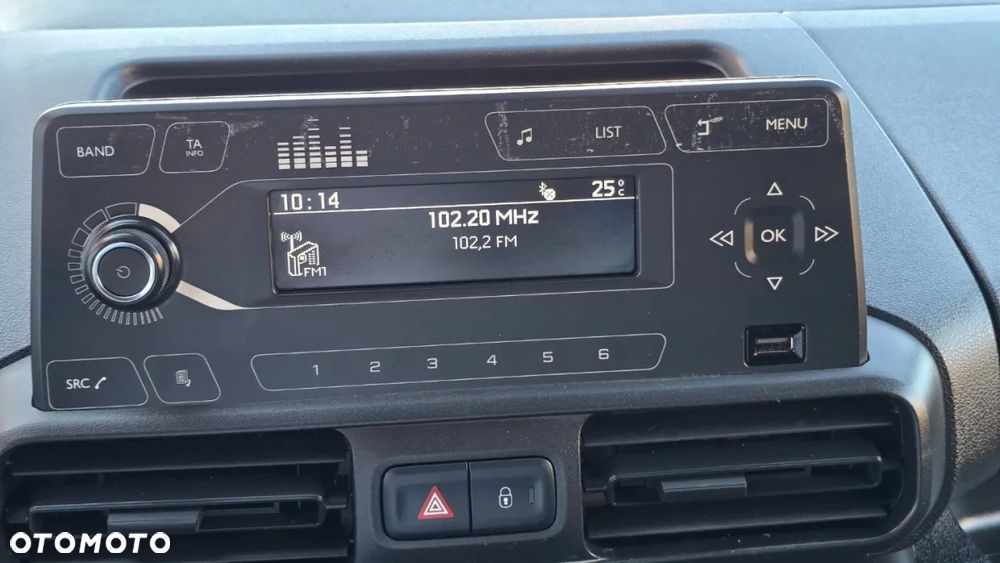 BAND
TA
INFO
LIST
MENU
10:14
25°C
102.20 MHz
102,2 FM
FM1
OK
1 2 3 4 5 6
SRC
OTOMOTO